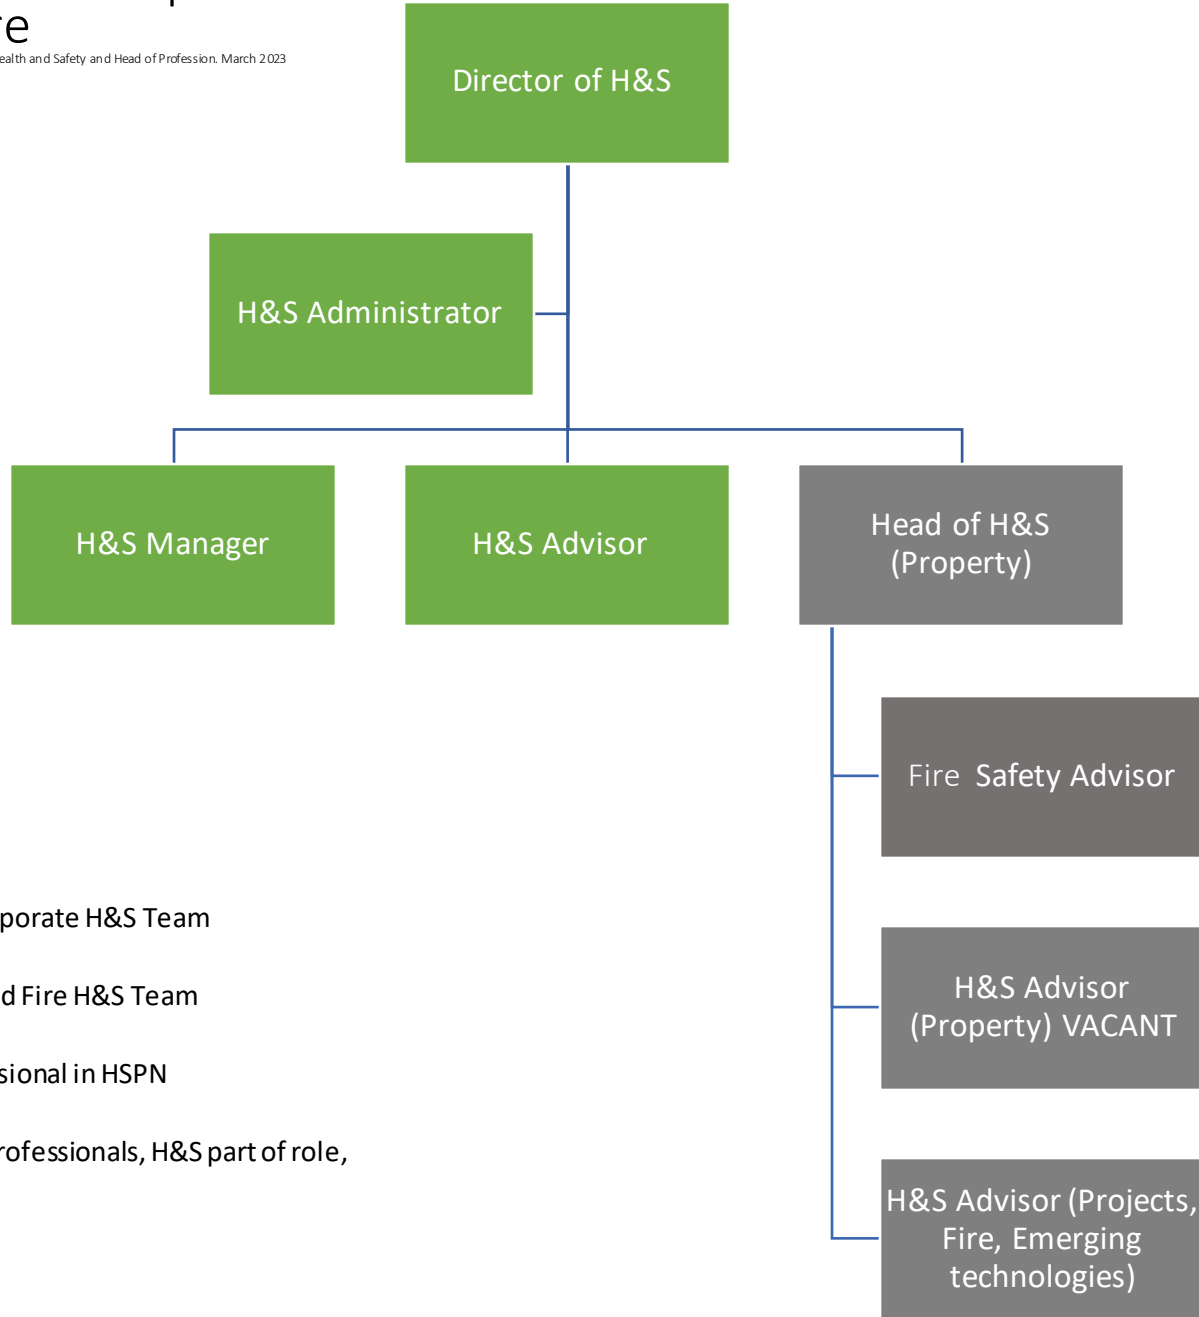 re
ealth and Safety and Head of Profession. March 2023
Director of H&S
H&S Administrator
H&S Manager
H&S Advisor
Head of H&S
(Property)
Fire Safety Advisor
H&S Advisor
(Property) VACANT
H&S Advisor (Projects,
Fire, Emerging
technologies)
porate H&S Team
d Fire H&S Team
sional in HSPN
rofessionals, H&S part of role,